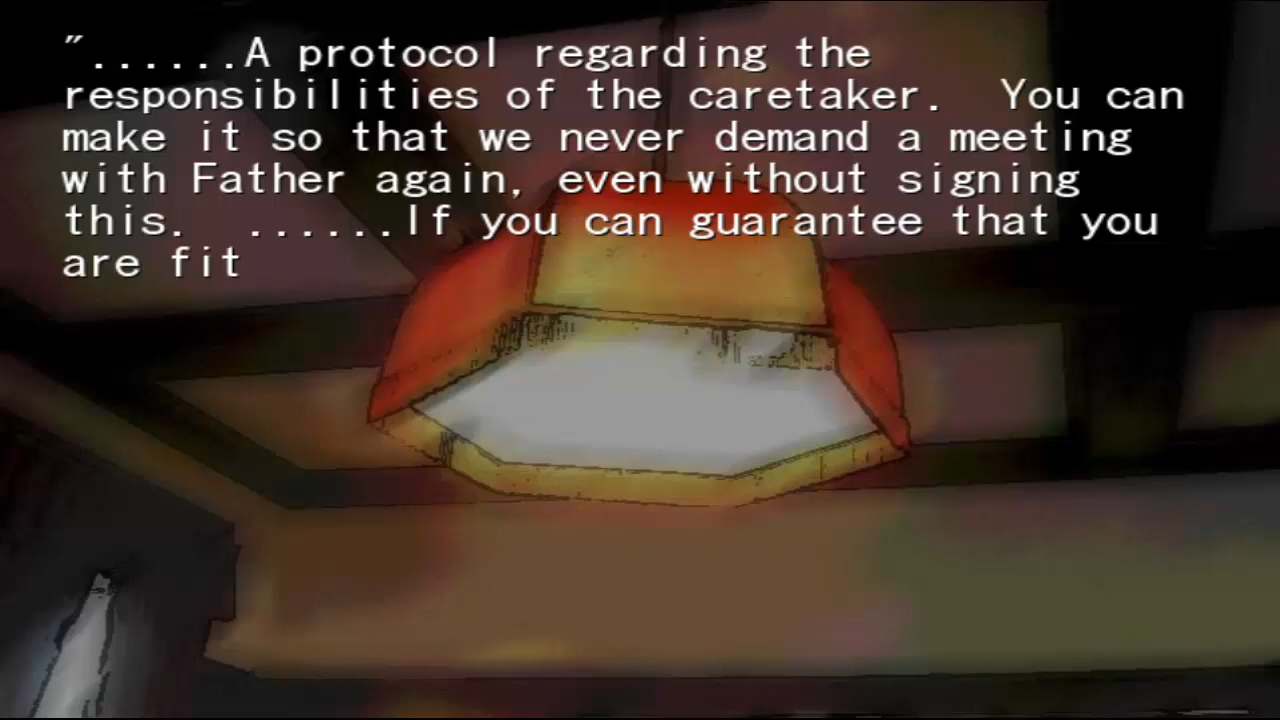 "......A protocol regarding the
responsibilities of the caretaker.  You can
make it so that we never demand a meeting
with Father again, even without signing
this.  ......If you can guarantee that you
are fit